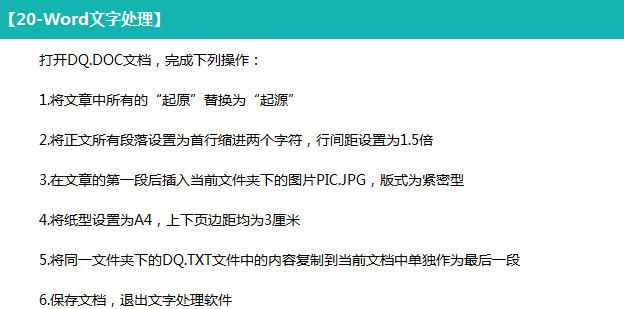 【20-Word文字处理】
打开DQ.DOC文档，完成下列操作：
1.将文章中所有的“起原”替换为“起源”
2.将正文所有段落设置为首行缩进两个字符，行间距设置为1.5倍
3.在文章的第一段后插入当前文件夹下的图片PIC.JPG，版式为紧密型
4.将纸型设置为A4，上下页边距均为3厘米
5.将同一文件夹下的DQ.TXT文件中的内容复制到当前文档中单独作为最后一段
6.保存文档，退出文字处理软件